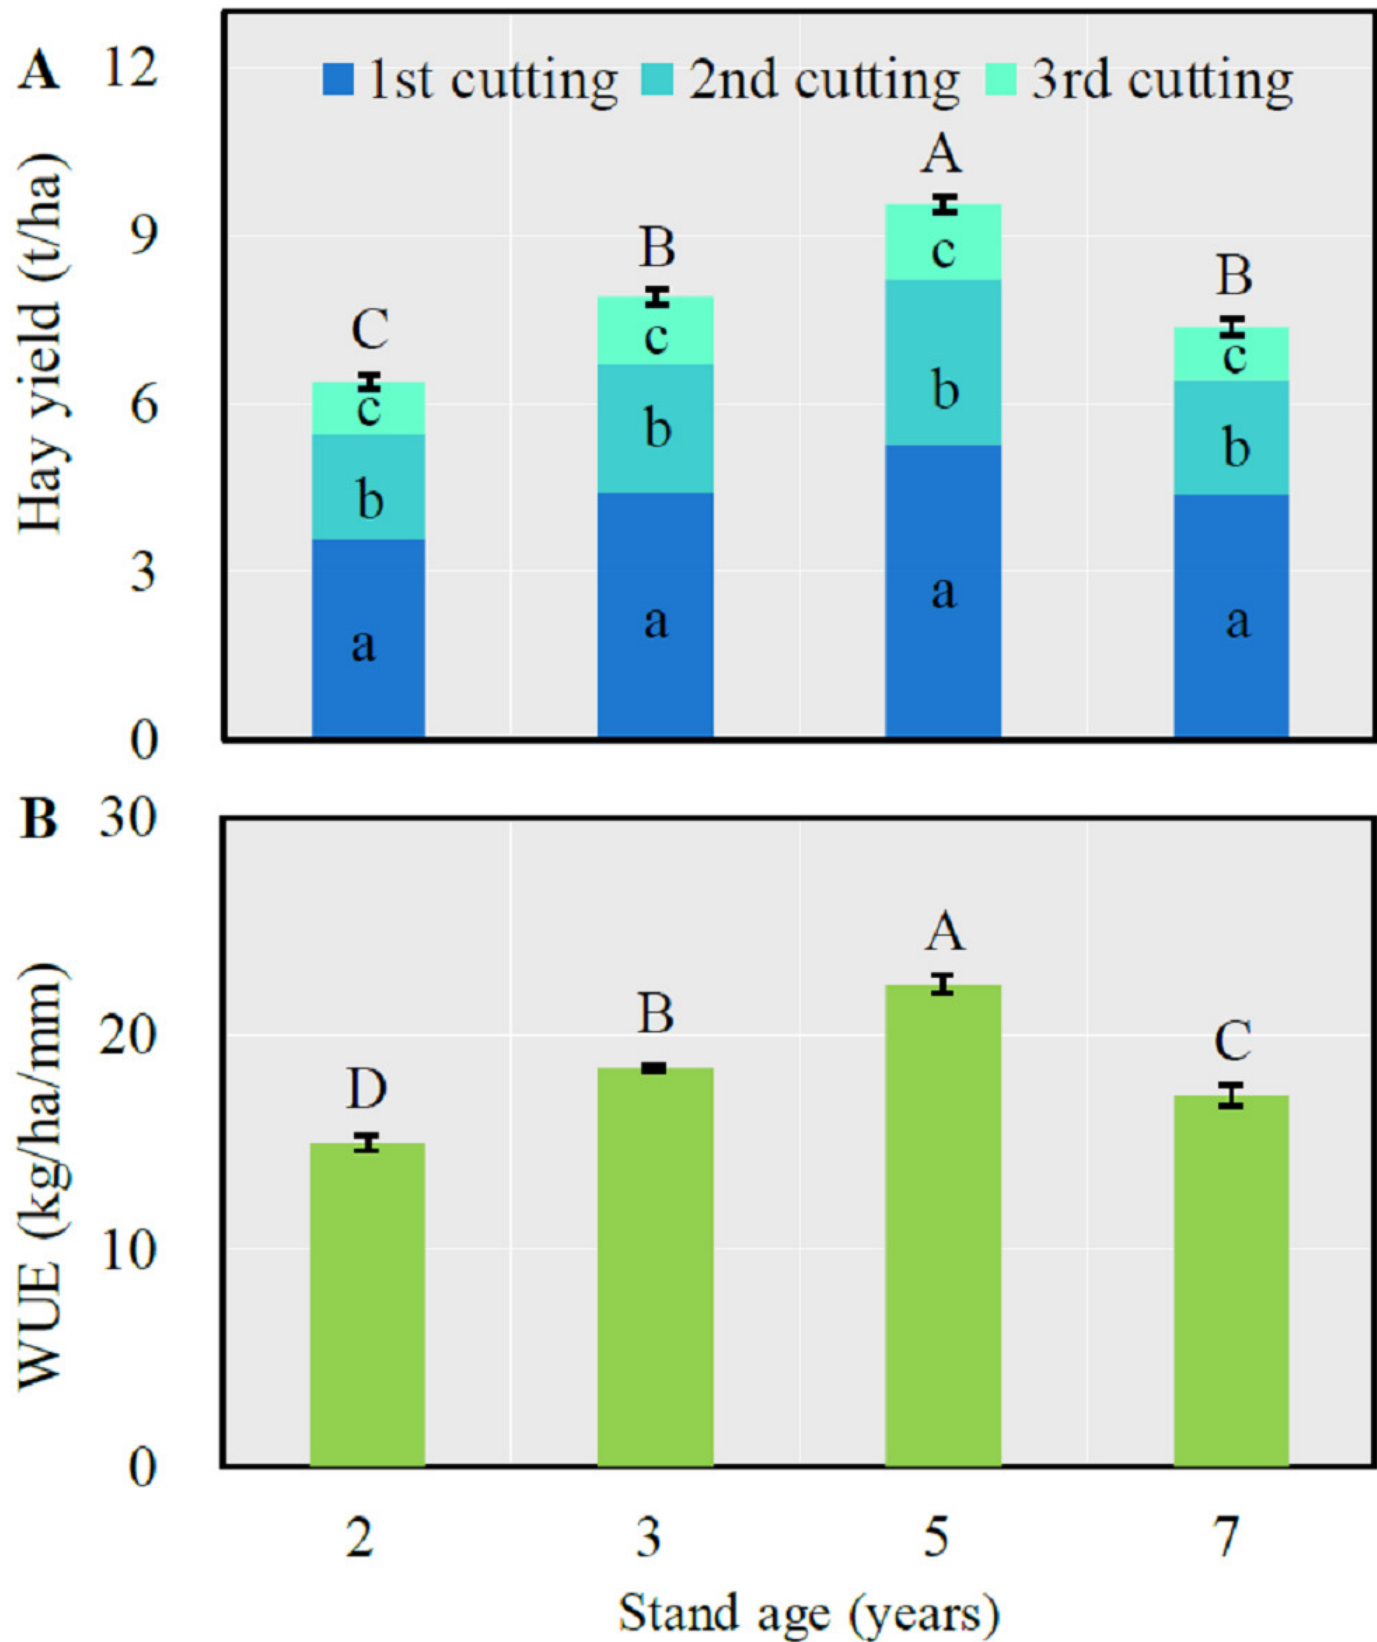 A
12
1st cutting 2nd cutting 3rd cutting
Hay yield (t/ha)
9
6
3
0
C
c
b
a
B
c
b
a
A
c
b
a
B
c
b
a
B
30
WUE (kg/ha/mm)
20
10
0
D
B
A
C
2 3 5 7
Stand age (years)